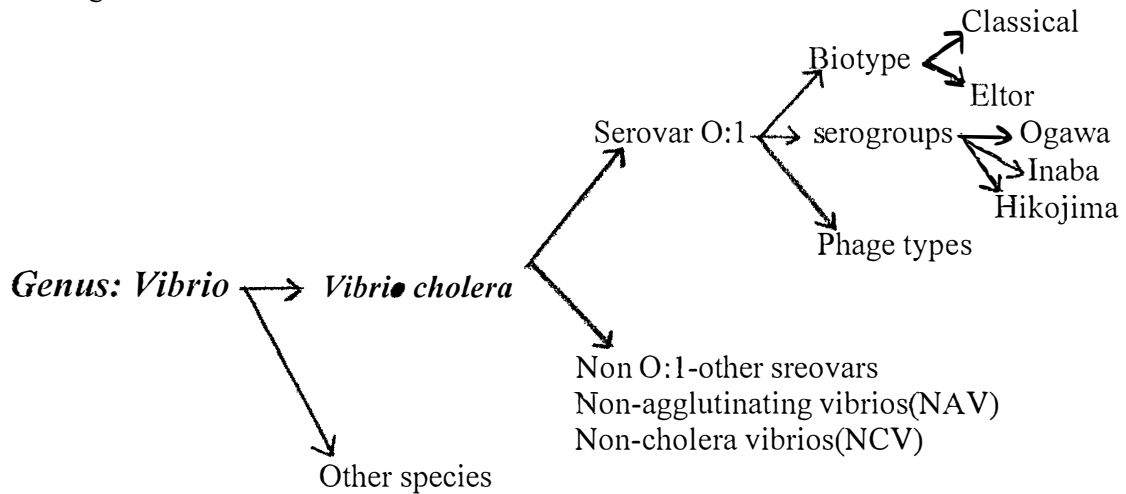 Classical
Biotype
Eltor
Serovar O:1
serogroups
Ogawa
Inaba
Hikojima
Phage types
Genus: Vibrio
Vibrio cholera
Non O:1-other sreovars
Non-agglutinating vibrios(NAV)
Non-cholera vibrios(NCV)
Other species